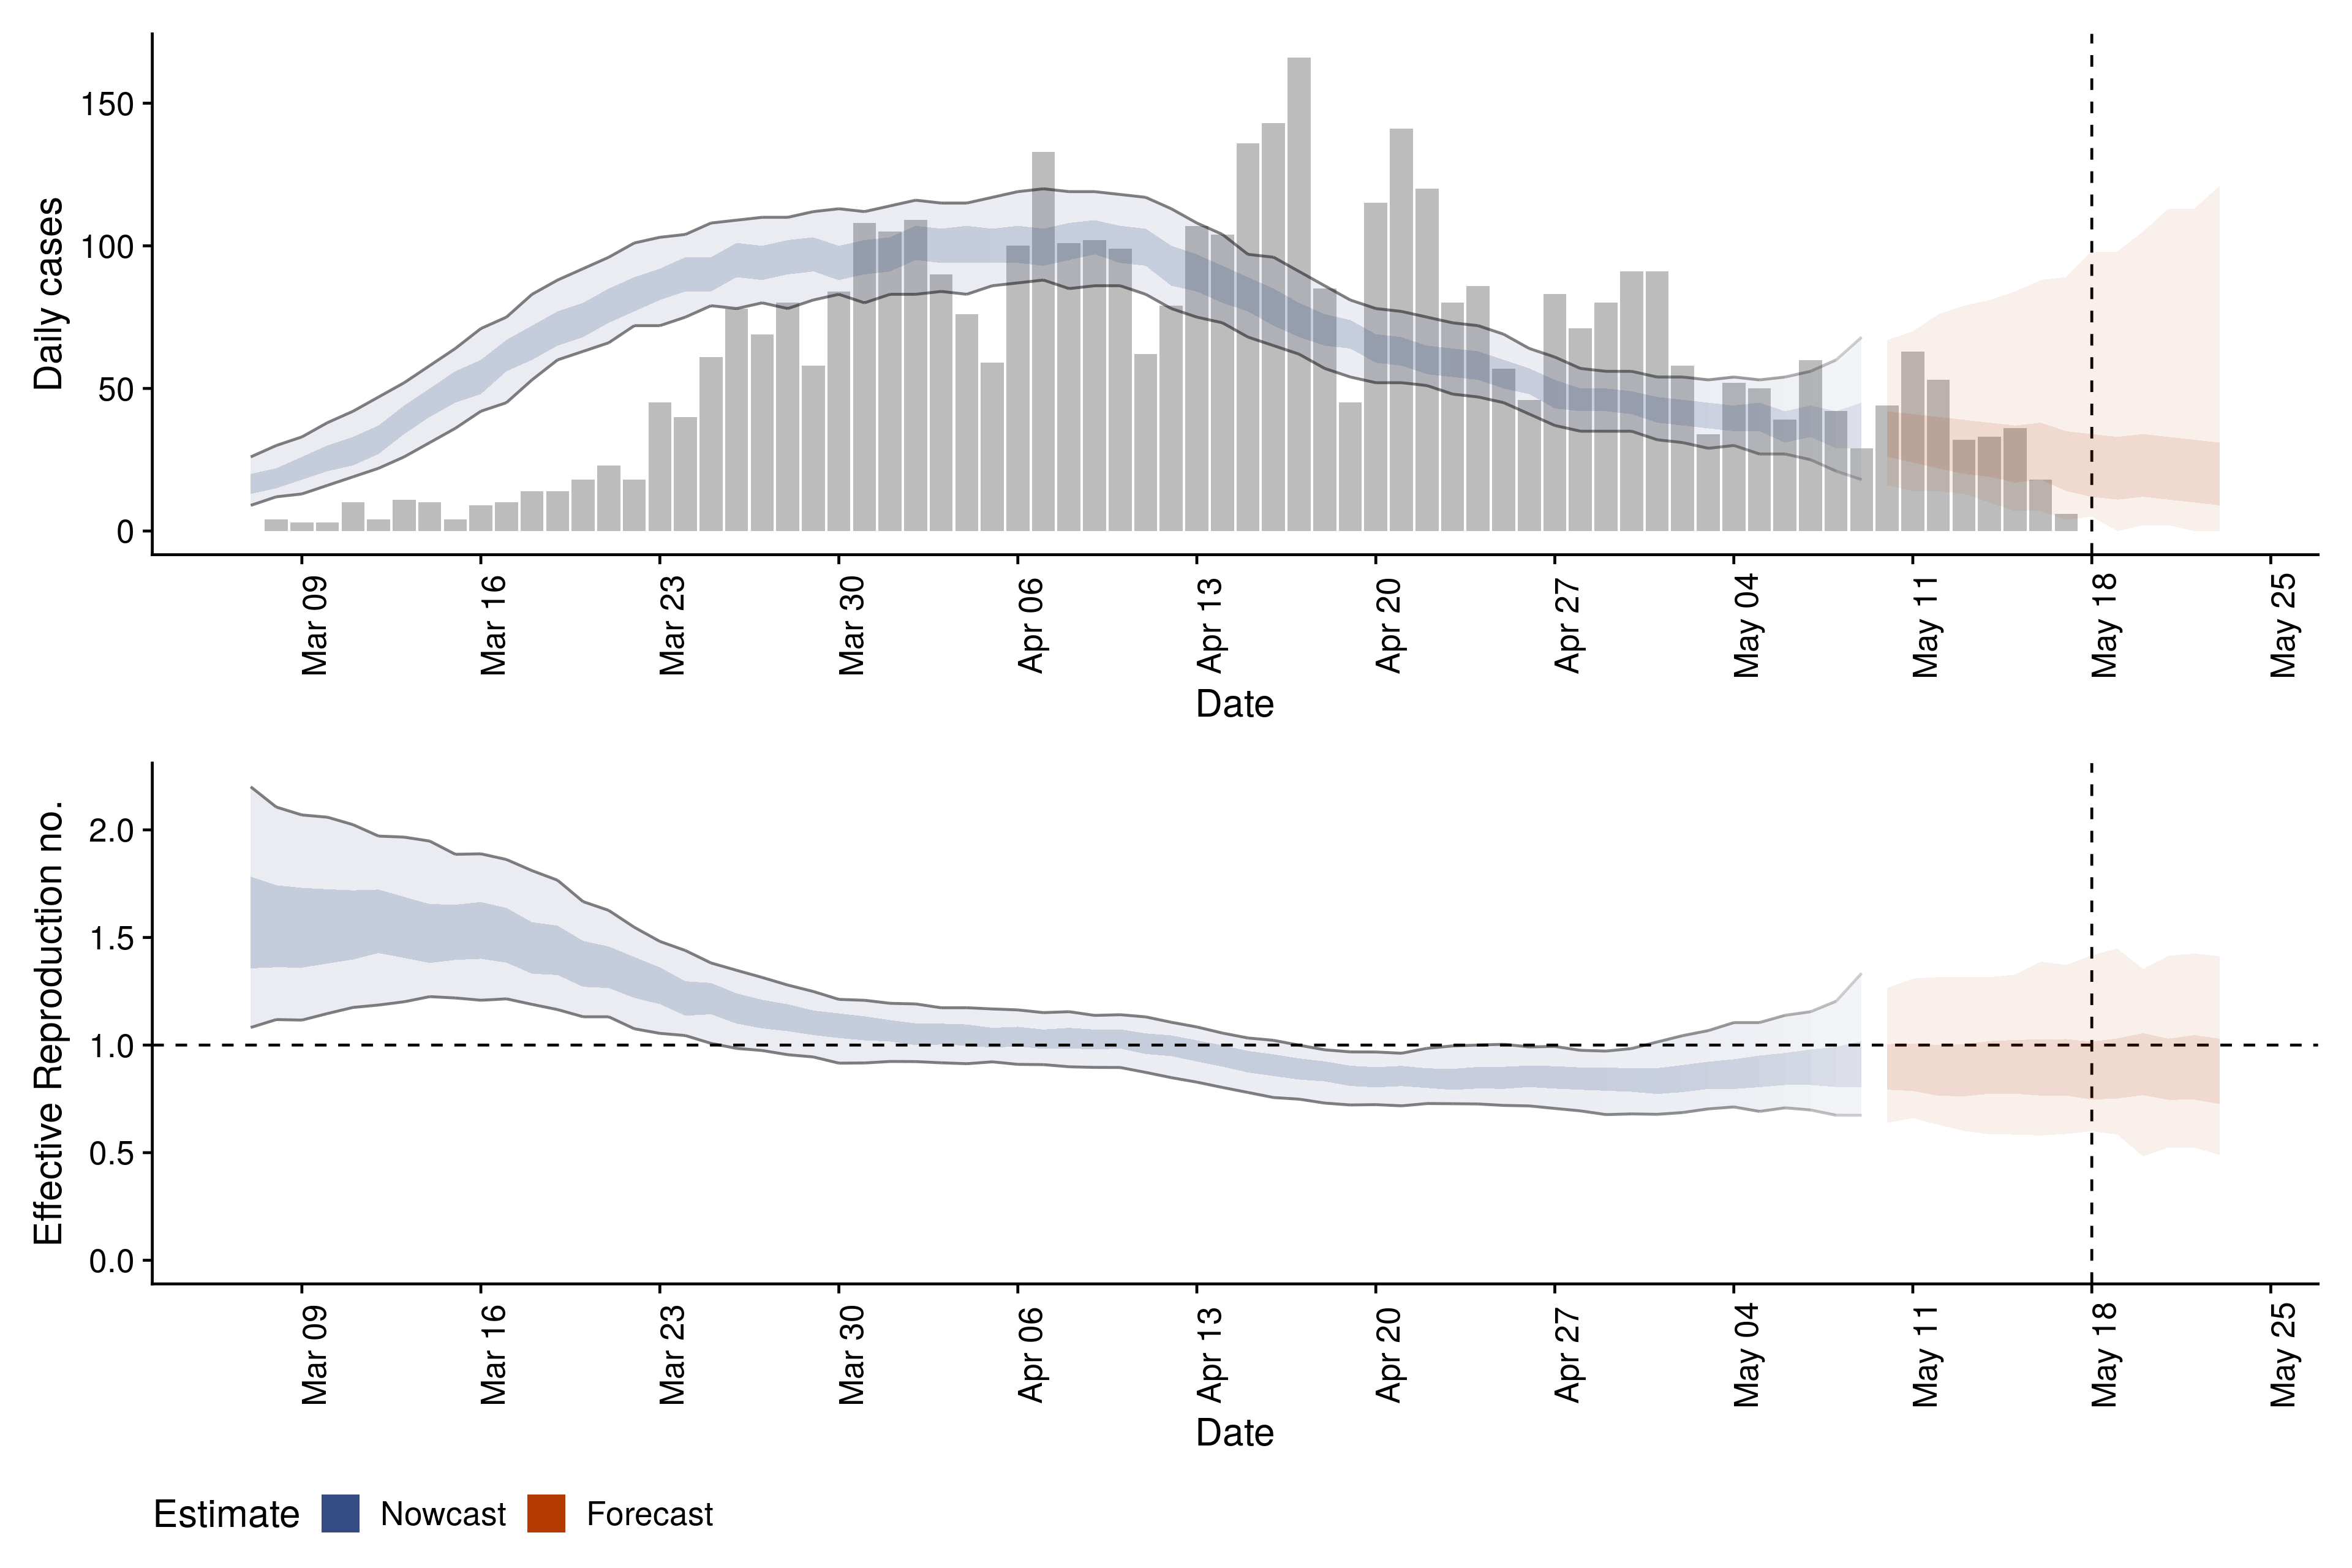 Daily cases
150
100
50
0
Mar 09
Mar 16
Mar 23
Mar 30
Apr 06
Apr 13
Apr 20
Apr 27
May 04
May 11
May 18
May 25
Date
Effective Reproduction no.
2.0
1.5
1.0
0.5
0.0
Mar 09
Mar 16
Mar 23
Mar 30
Apr 06
Apr 13
Apr 20
Apr 27
May 04
May 11
May 18
May 25
Date
Estimate Nowcast Forecast